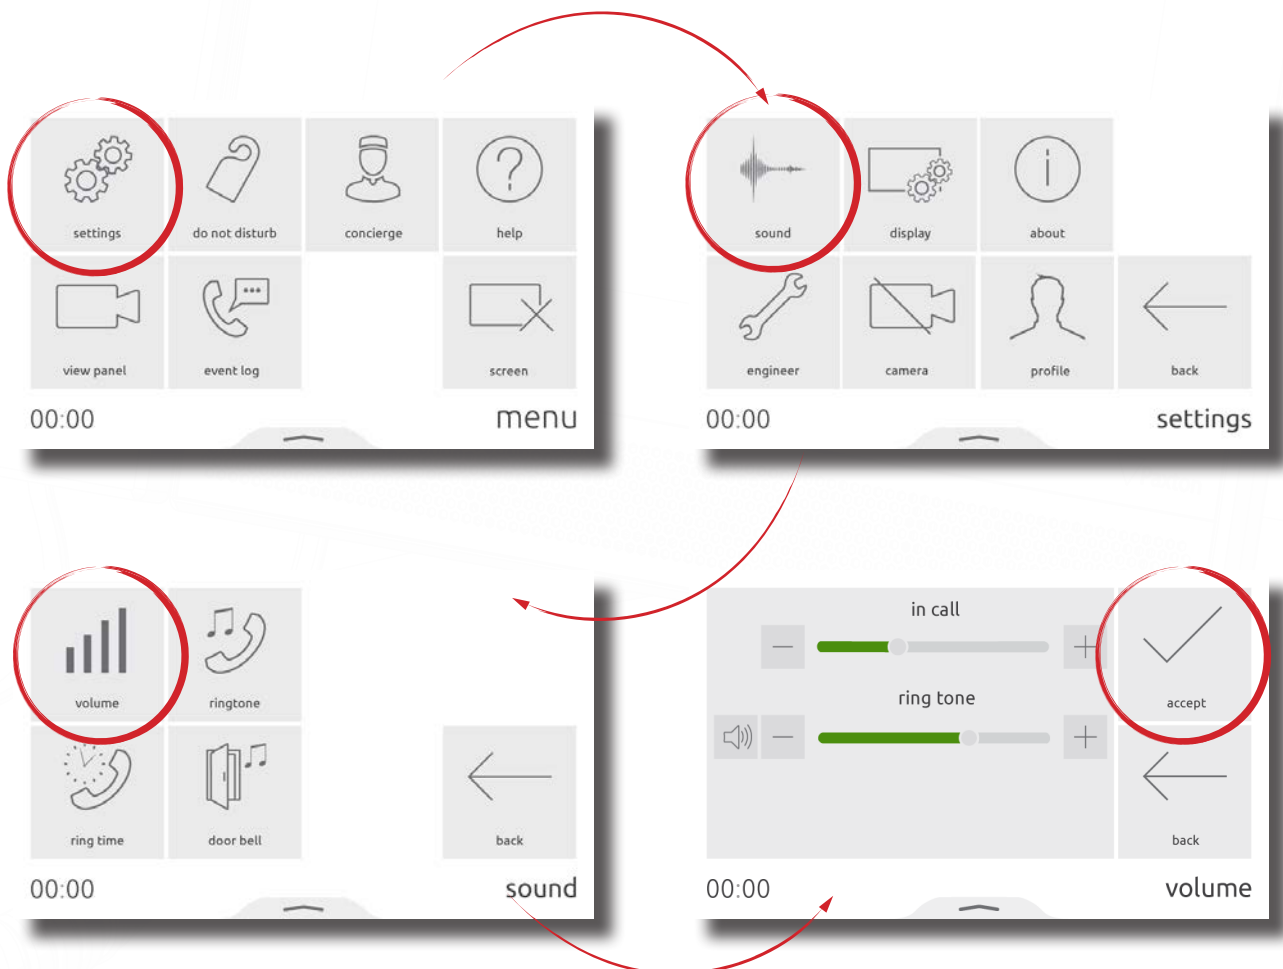 settings
do not disturb
concierge
help
view panel
event log
screen
00:00
menu
sound
display
about
engineer
camera
profile
back
00:00
settings
volume
ringtone
ring time
door bell
back
00:00
sound
in call
accept
ring tone
back
00:00
volume